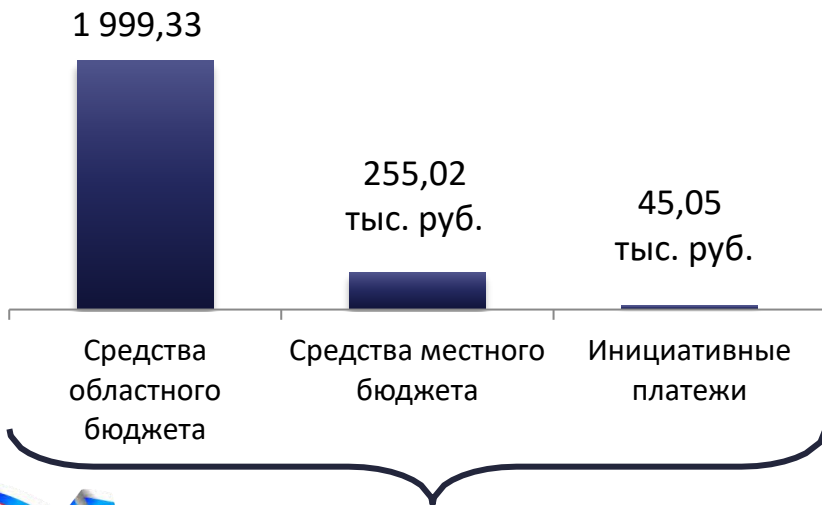 1 999,33
255,02
тыс. руб.
45,05
тыс. руб.
Средства
областного
бюджета
Средства местного
бюджета
Инициативные
платежи